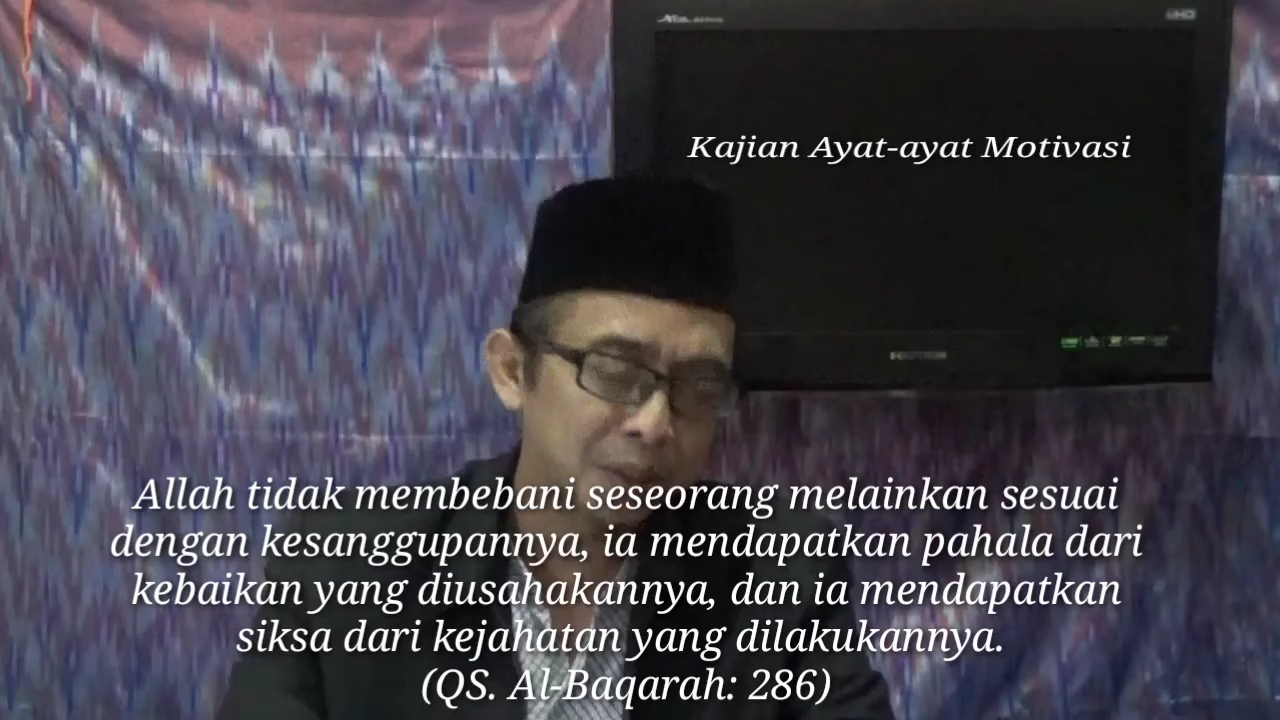 Kajian Ayat-ayat Motivasi
Allah tidak membebani seseorang melainkan sesuai
dengan kesanggupannya, ia mendapatkan pahala dari
kebaikan yang diusahakannya, dan ia mendapatkan
siksa dari kejahatan yang dilakukannya.
(QS. Al-Baqarah: 286)